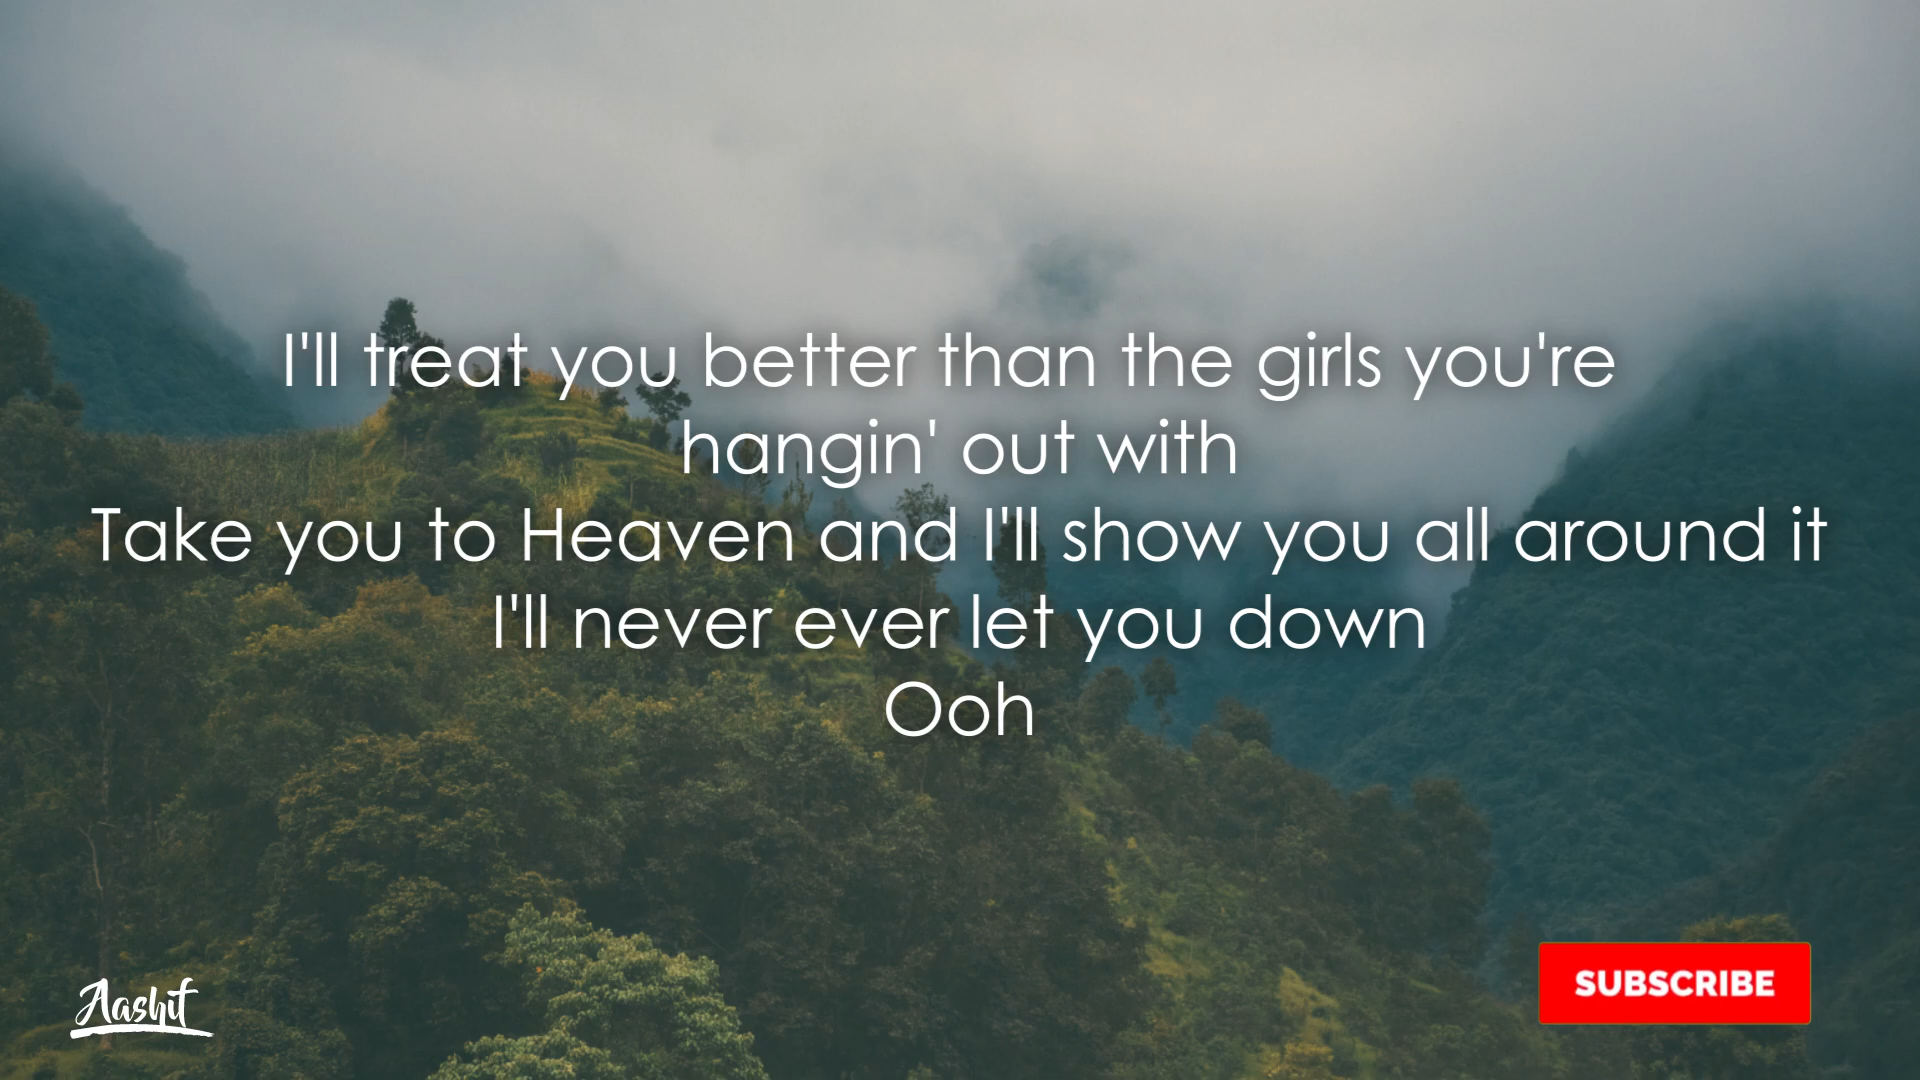 I'll treat you better than the girls you're
hangin' out with
Take you to Heaven and I'll show you all around it
I'll never ever let you down
Ooh
Aashif
SUBSCRIBE